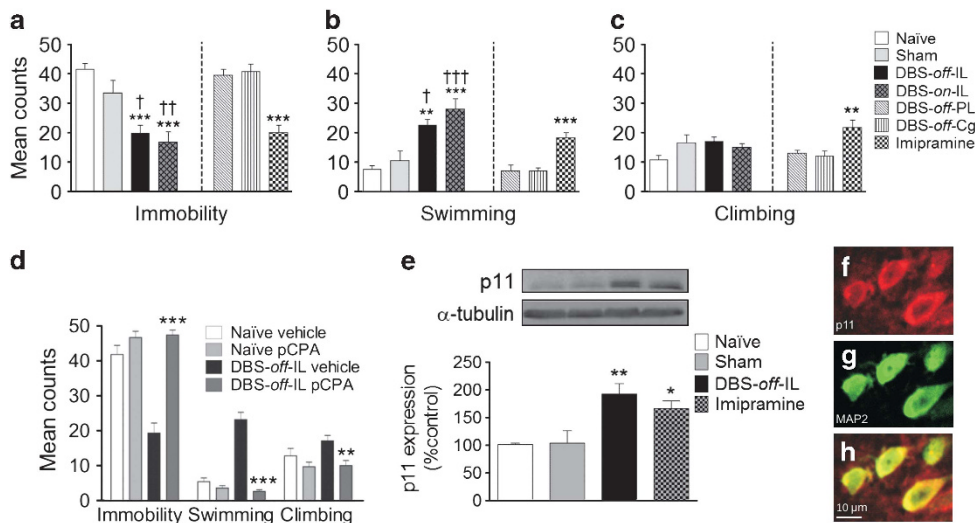 a
b
c
50
40
30
20
10
0
Mean counts
†
***
††
***
***
Immobility
50
40
30
20
10
0
†
**
†††
***
***
Swimming
50
40
30
20
10
0
**
Climbing
Naïve
Sham
DBS-off-IL
DBS-on-IL
DBS-off-PL
DBS-off-Cg
Imipramine
d
50
40
30
20
10
0
Mean counts
***
***
**
Naïve vehicle
Naïve pCPA
DBS-off-IL vehicle
DBS-off-IL pCPA
Immobility Swimming Climbing
e
p11
α-tubulin
200
150
100
50
0
p11 expression
(%control)
**
*
Naïve
Sham
DBS-off-IL
Imipramine
f
p11
g
MAP2
h
10 µm